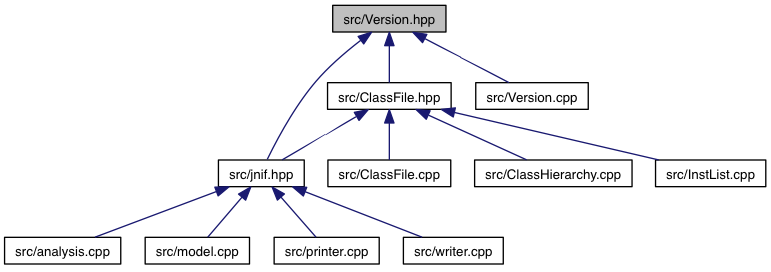 src/Version.hpp
src/ClassFile.hpp
src/Version.cpp
src/jnif.hpp
src/ClassFile.cpp
src/ClassHierarchy.cpp
src/InstList.cpp
src/analysis.cpp
src/model.cpp
src/printer.cpp
src/writer.cpp